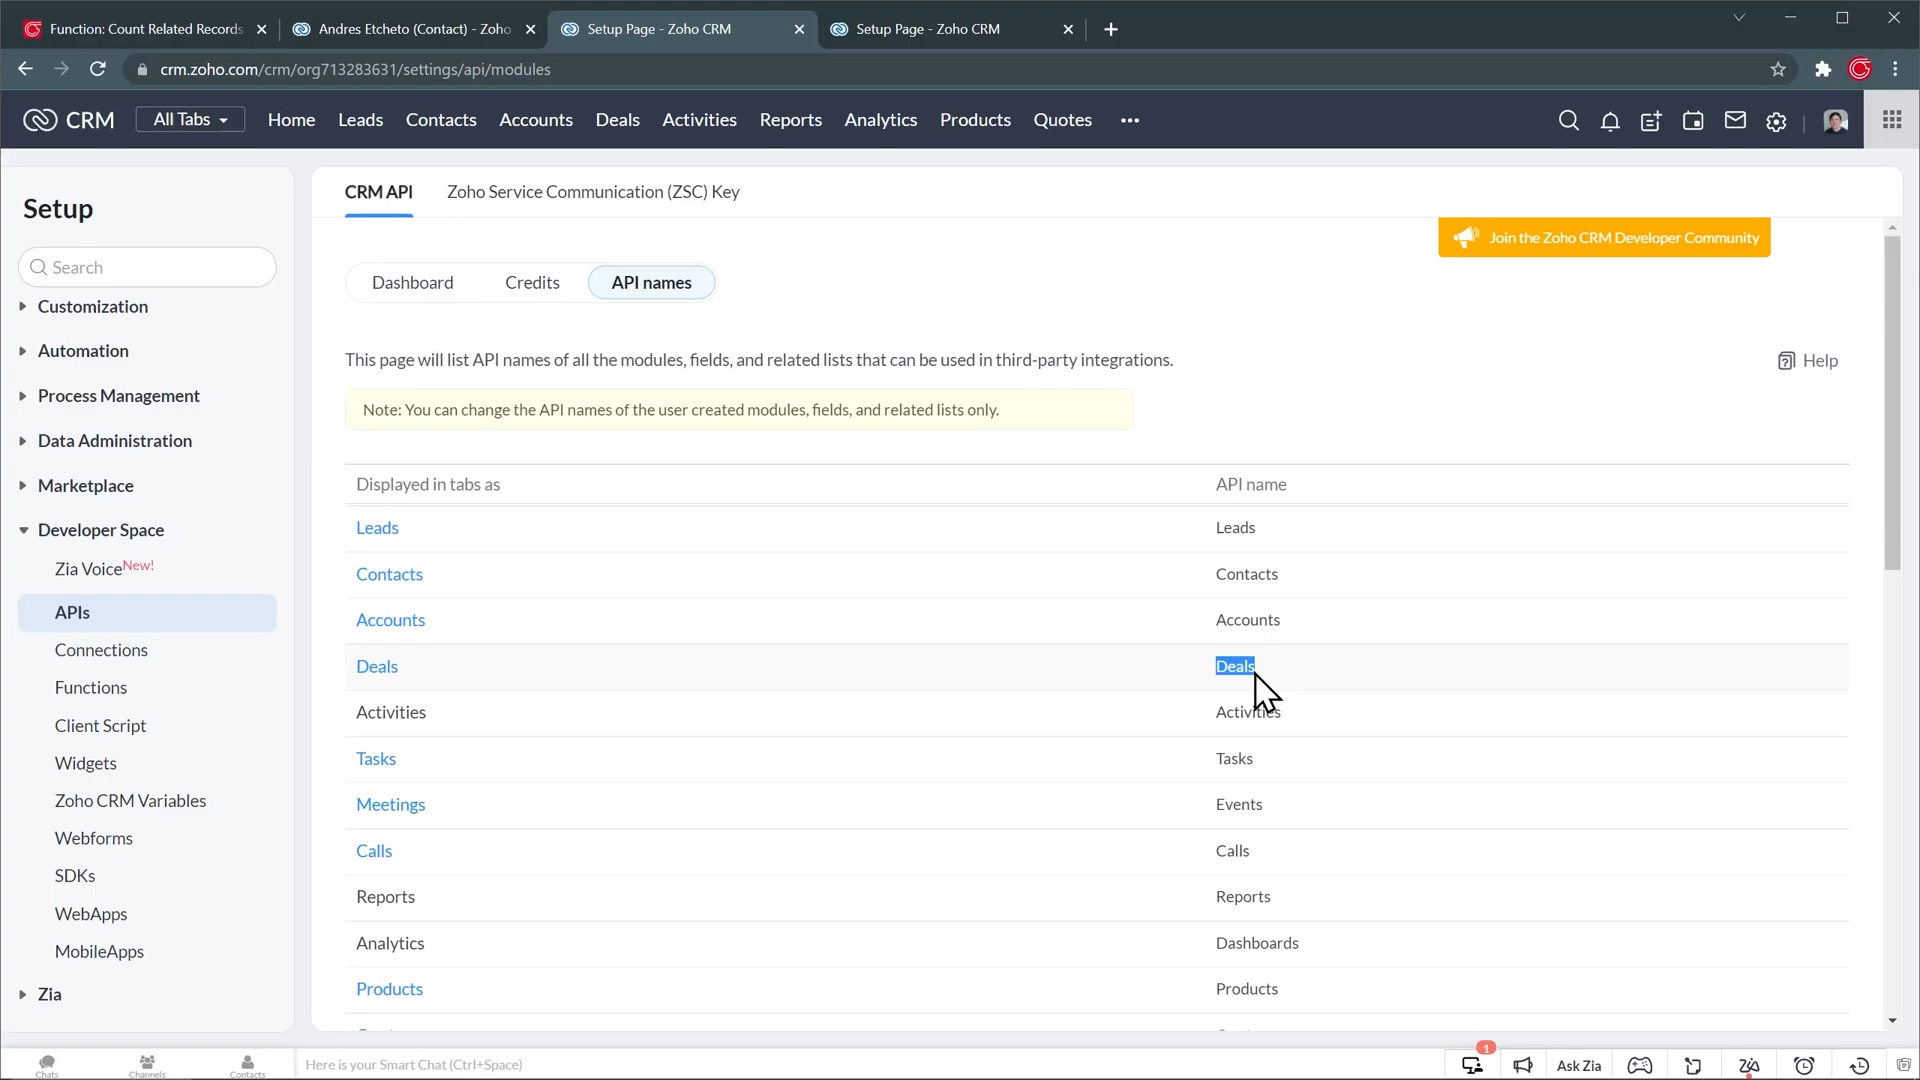 Function: Count Related Records
Andres Etcheto (Contact) - Zoho
Setup Page - Zoho CRM
Setup Page - Zoho CRM
crm.zoho.com/crm/org713283631/settings/api/modules
CRM
All Tabs
Home
Leads
Contacts
Accounts
Deals
Activities
Reports
Analytics
Products
Quotes
Setup
Search
Customization
Automation
Process Management
Data Administration
Marketplace
Developer Space
Zia Voice New!
APIs
Connections
Functions
Client Script
Widgets
Zoho CRM Variables
Webforms
SDKs
WebApps
MobileApps
Zia
CRM API
Zoho Service Communication (ZSC) Key
Join the Zoho CRM Developer Community
Dashboard
Credits
API names
This page will list API names of all the modules, fields, and related lists that can be used in third-party integrations.
Help
Note: You can change the API names of the user created modules, fields, and related lists only.
Displayed in tabs as API name
Leads Leads
Contacts Contacts
Accounts Accounts
Deals Deals
Activities Activities
Tasks Tasks
Meetings Events
Calls Calls
Reports Reports
Analytics Dashboards
Products Products
Chats
Channels
Contacts
Here is your Smart Chat (Ctrl+Space)
1
Ask Zia